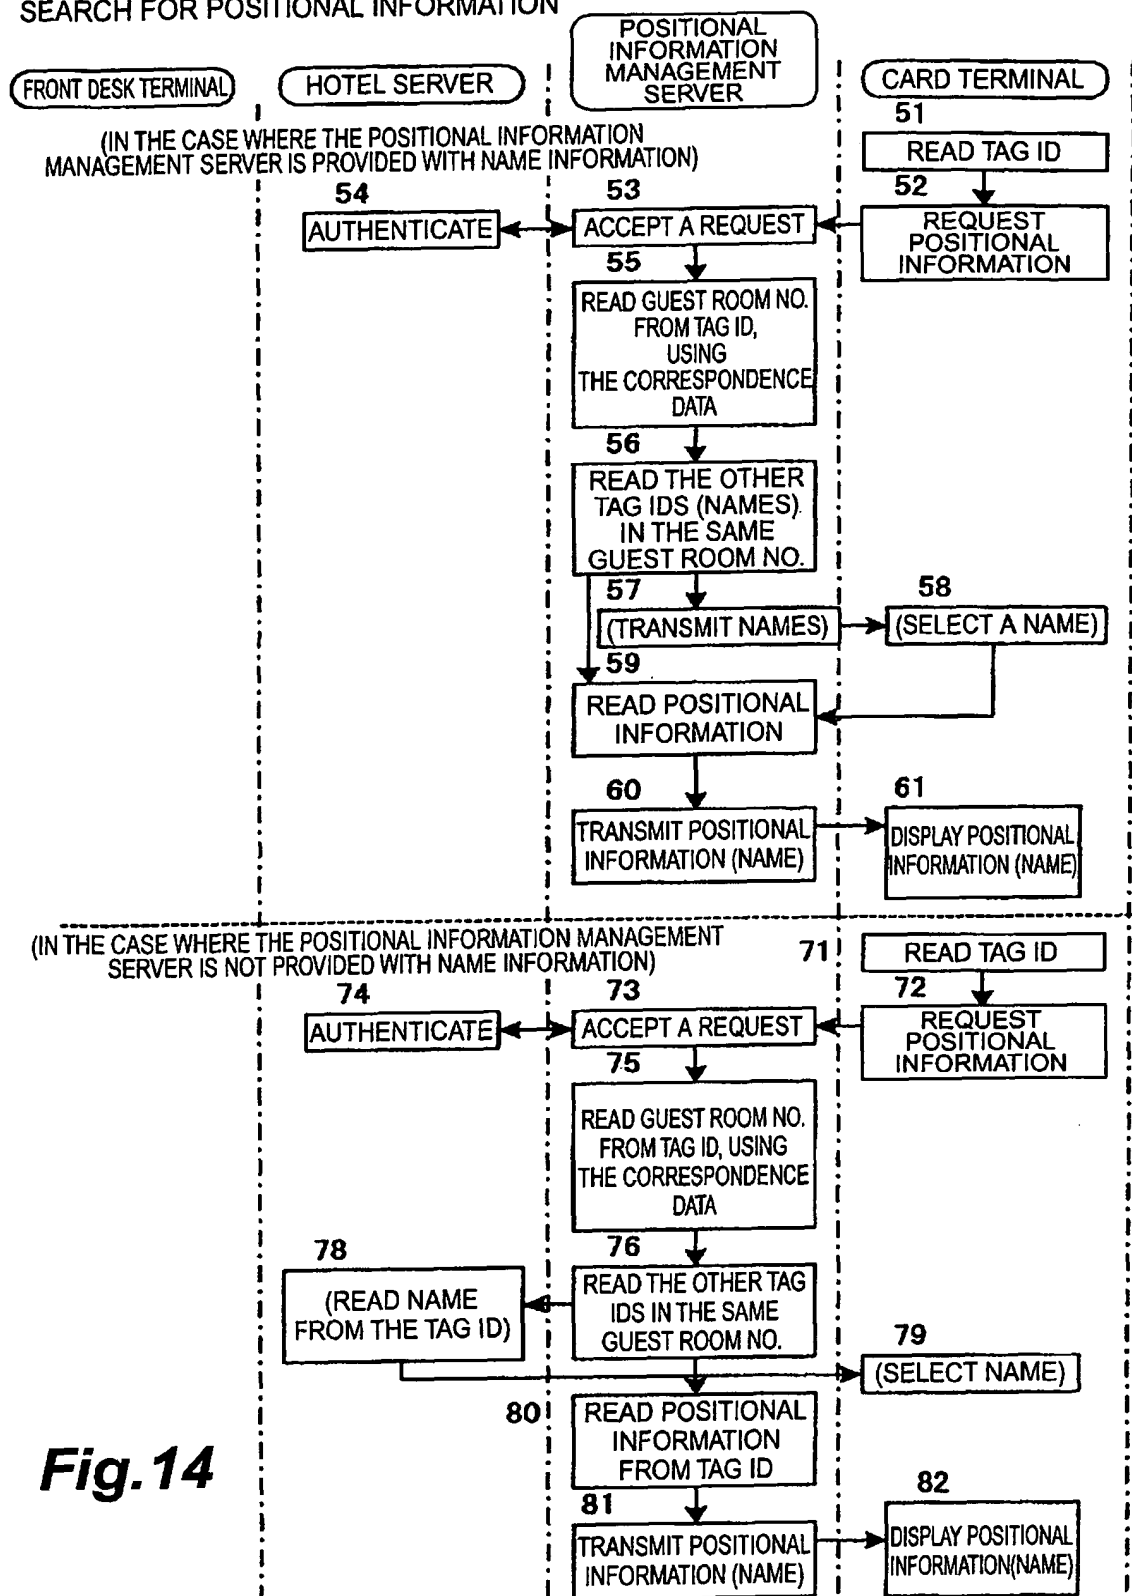 SEARCH FOR POSITIONAL INFORMATION
FRONT DESK TERMINAL
HOTEL SERVER
POSITIONAL
INFORMATION
MANAGEMENT
SERVER
CARD TERMINAL
(IN THE CASE WHERE THE POSITIONAL INFORMATION
MANAGEMENT SERVER IS PROVIDED WITH NAME INFORMATION)
51
READ TAG ID
52
REQUEST
POSITIONAL
INFORMATION
53
ACCEPT A REQUEST
54
AUTHENTICATE
55
READ GUEST ROOM NO.
FROM TAG ID,
USING
THE CORRESPONDENCE
DATA
56
READ THE OTHER
TAG IDS (NAMES)
IN THE SAME
GUEST ROOM NO.
57
(TRANSMIT NAMES)
58
(SELECT A NAME)
59
READ POSITIONAL
INFORMATION
60
TRANSMIT POSITIONAL
INFORMATION (NAME)
61
DISPLAY POSITIONAL
INFORMATION (NAME)
(IN THE CASE WHERE THE POSITIONAL INFORMATION MANAGEMENT
SERVER IS NOT PROVIDED WITH NAME INFORMATION)
71
READ TAG ID
72
REQUEST
POSITIONAL
INFORMATION
73
ACCEPT A REQUEST
74
AUTHENTICATE
75
READ GUEST ROOM NO.
FROM TAG ID, USING
THE CORRESPONDENCE
DATA
76
READ THE OTHER TAG
IDS IN THE SAME
GUEST ROOM NO.
78
(READ NAME
FROM THE TAG ID)
79
(SELECT NAME)
80
READ POSITIONAL
INFORMATION
FROM TAG ID
81
TRANSMIT POSITIONAL
INFORMATION (NAME)
82
DISPLAY POSITIONAL
INFORMATION(NAME)
Fig.14